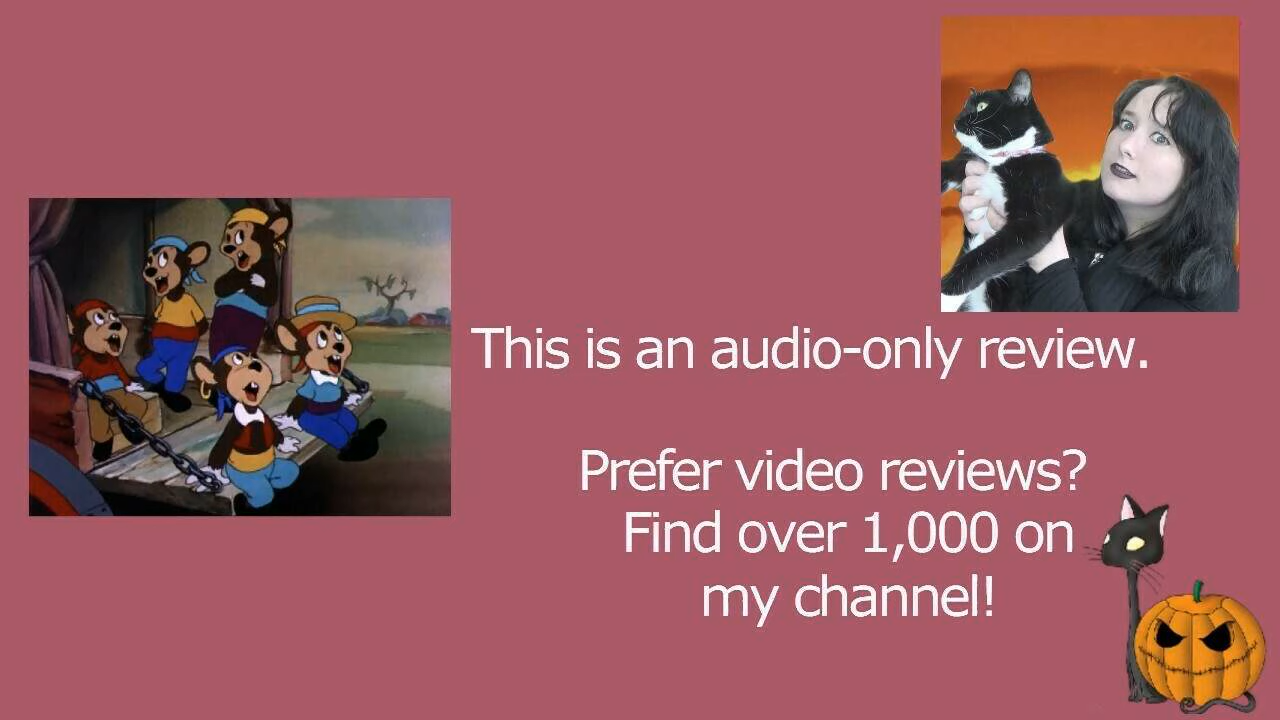 This is an audio-only review.
Prefer video reviews?
Find over 1,000 on
my channel!